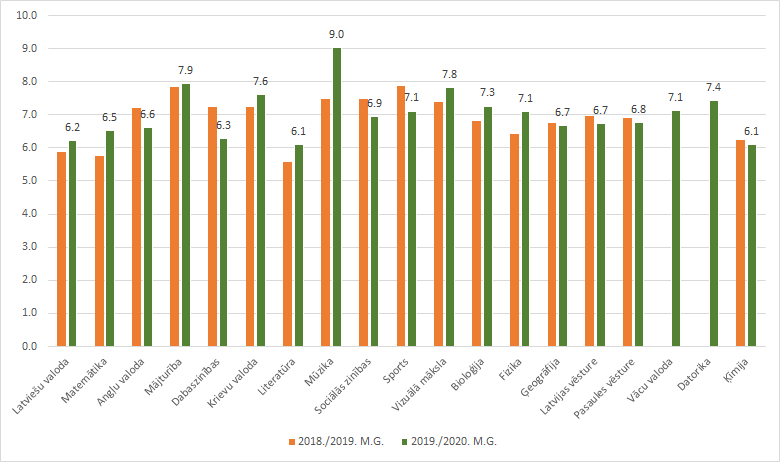 10.0
9.0
8.0
7.0
6.0
5.0
4.0
3.0
2.0
1.0
0.0
6.2
6.5
6.6
7.9
6.3
7.6
6.1
9.0
6.9
7.1
7.8
7.3
7.1
6.7
6.7
6.8
7.1
7.4
6.1
Latviešu valoda
Matemātika
Angļu valoda
Mājturība
Dabaszinības
Krievu valoda
Literatūra
Mūzika
Sociālās zinības
Sports
Vizuālā māksla
Bioloģija
Fizika
Ģeogrāfija
Latvijas vēsture
Pasaules vēsture
Vācu valoda
Datorika
Ķīmija
2018./2019. M.G.
2019./2020. M.G.